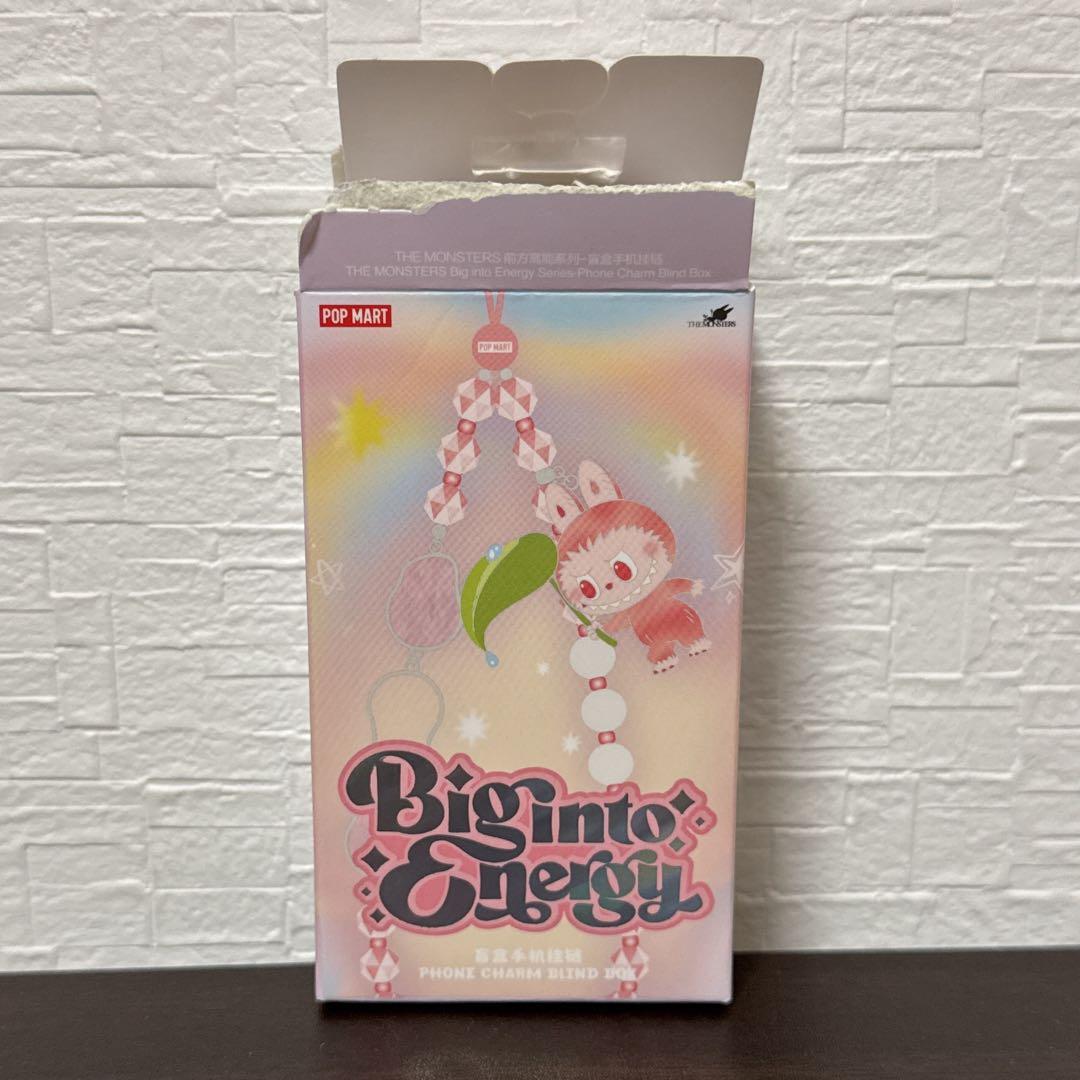 THE MONSTERS 前方高能系列-盲盒手机挂链
THE MONSTERS Big into Energy Series-Phone Charm Blind Box
POP MART
THEMONSTERS
POP MART
Big into
Energy
盲盒手机挂链
PHONE CHARM BLIND BOX